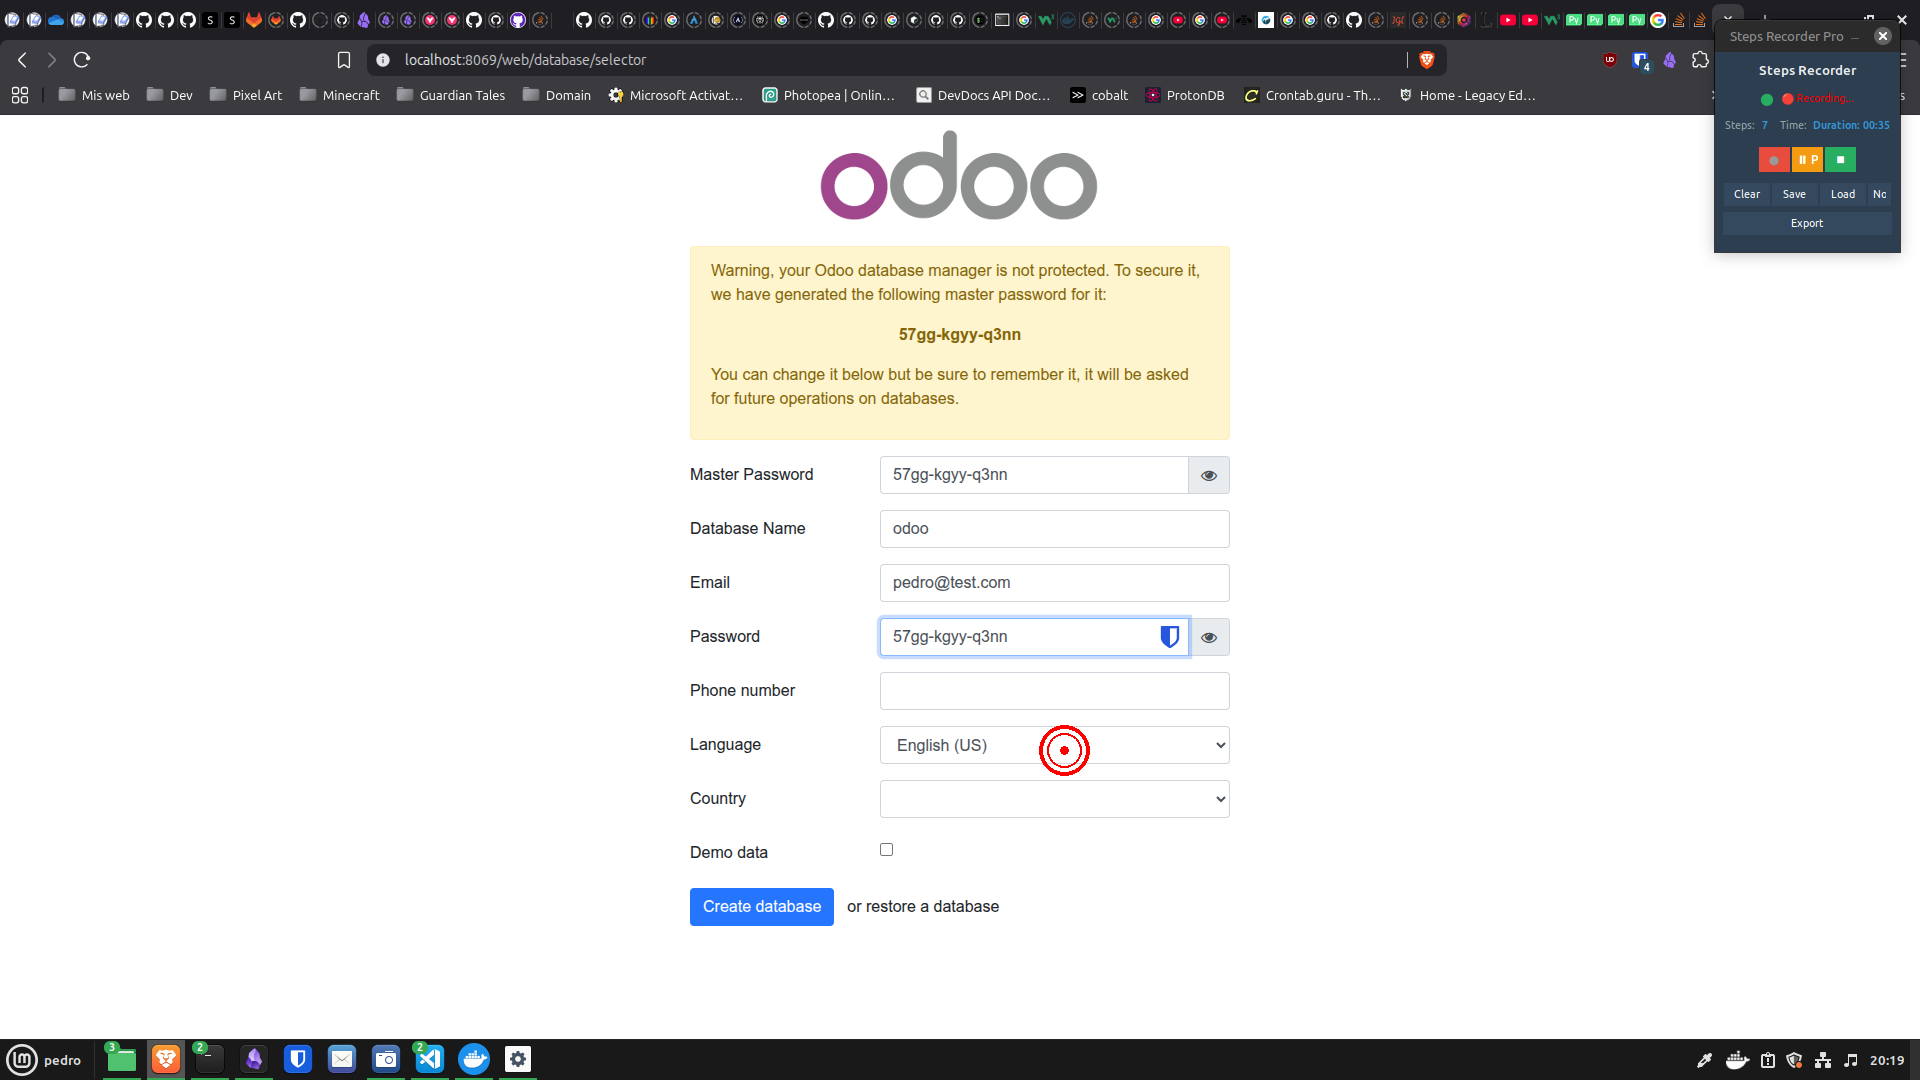 localhost:8069/web/database/selector
4
Mis web
Dev
Pixel Art
Minecraft
Guardian Tales
Domain
Microsoft Activat...
Photopea | Onlin...
DevDocs API Doc...
cobalt
ProtonDB
Crontab.guru - Th...
Home - Legacy Ed...
Steps Recorder Pro
Steps Recorder
Recording...
Steps: 7 Time: Duration: 00:35
P
Clear Save Load No
Export
odoo
Warning, your Odoo database manager is not protected. To secure it,
we have generated the following master password for it:
57gg-kgyy-q3nn
You can change it below but be sure to remember it, it will be asked
for future operations on databases.
Master Password 57gg-kgyy-q3nn
Database Name odoo
Email pedro@test.com
Password 57gg-kgyy-q3nn
Phone number
Language English (US)
Country
Demo data
Create database or restore a database
lm pedro 3 2 2 20:19